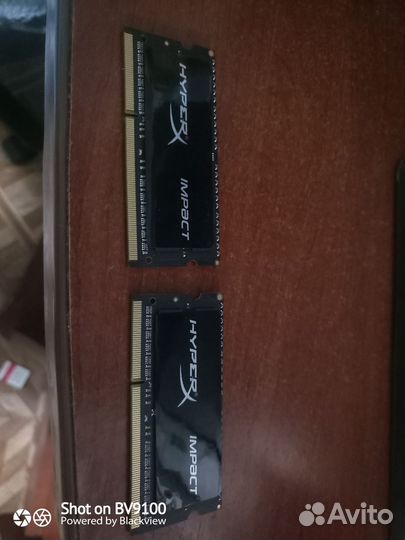 HYPERX IMPACT
HYPERX IMPACT
Shot on BV9100
Powered by BlackView
Avito